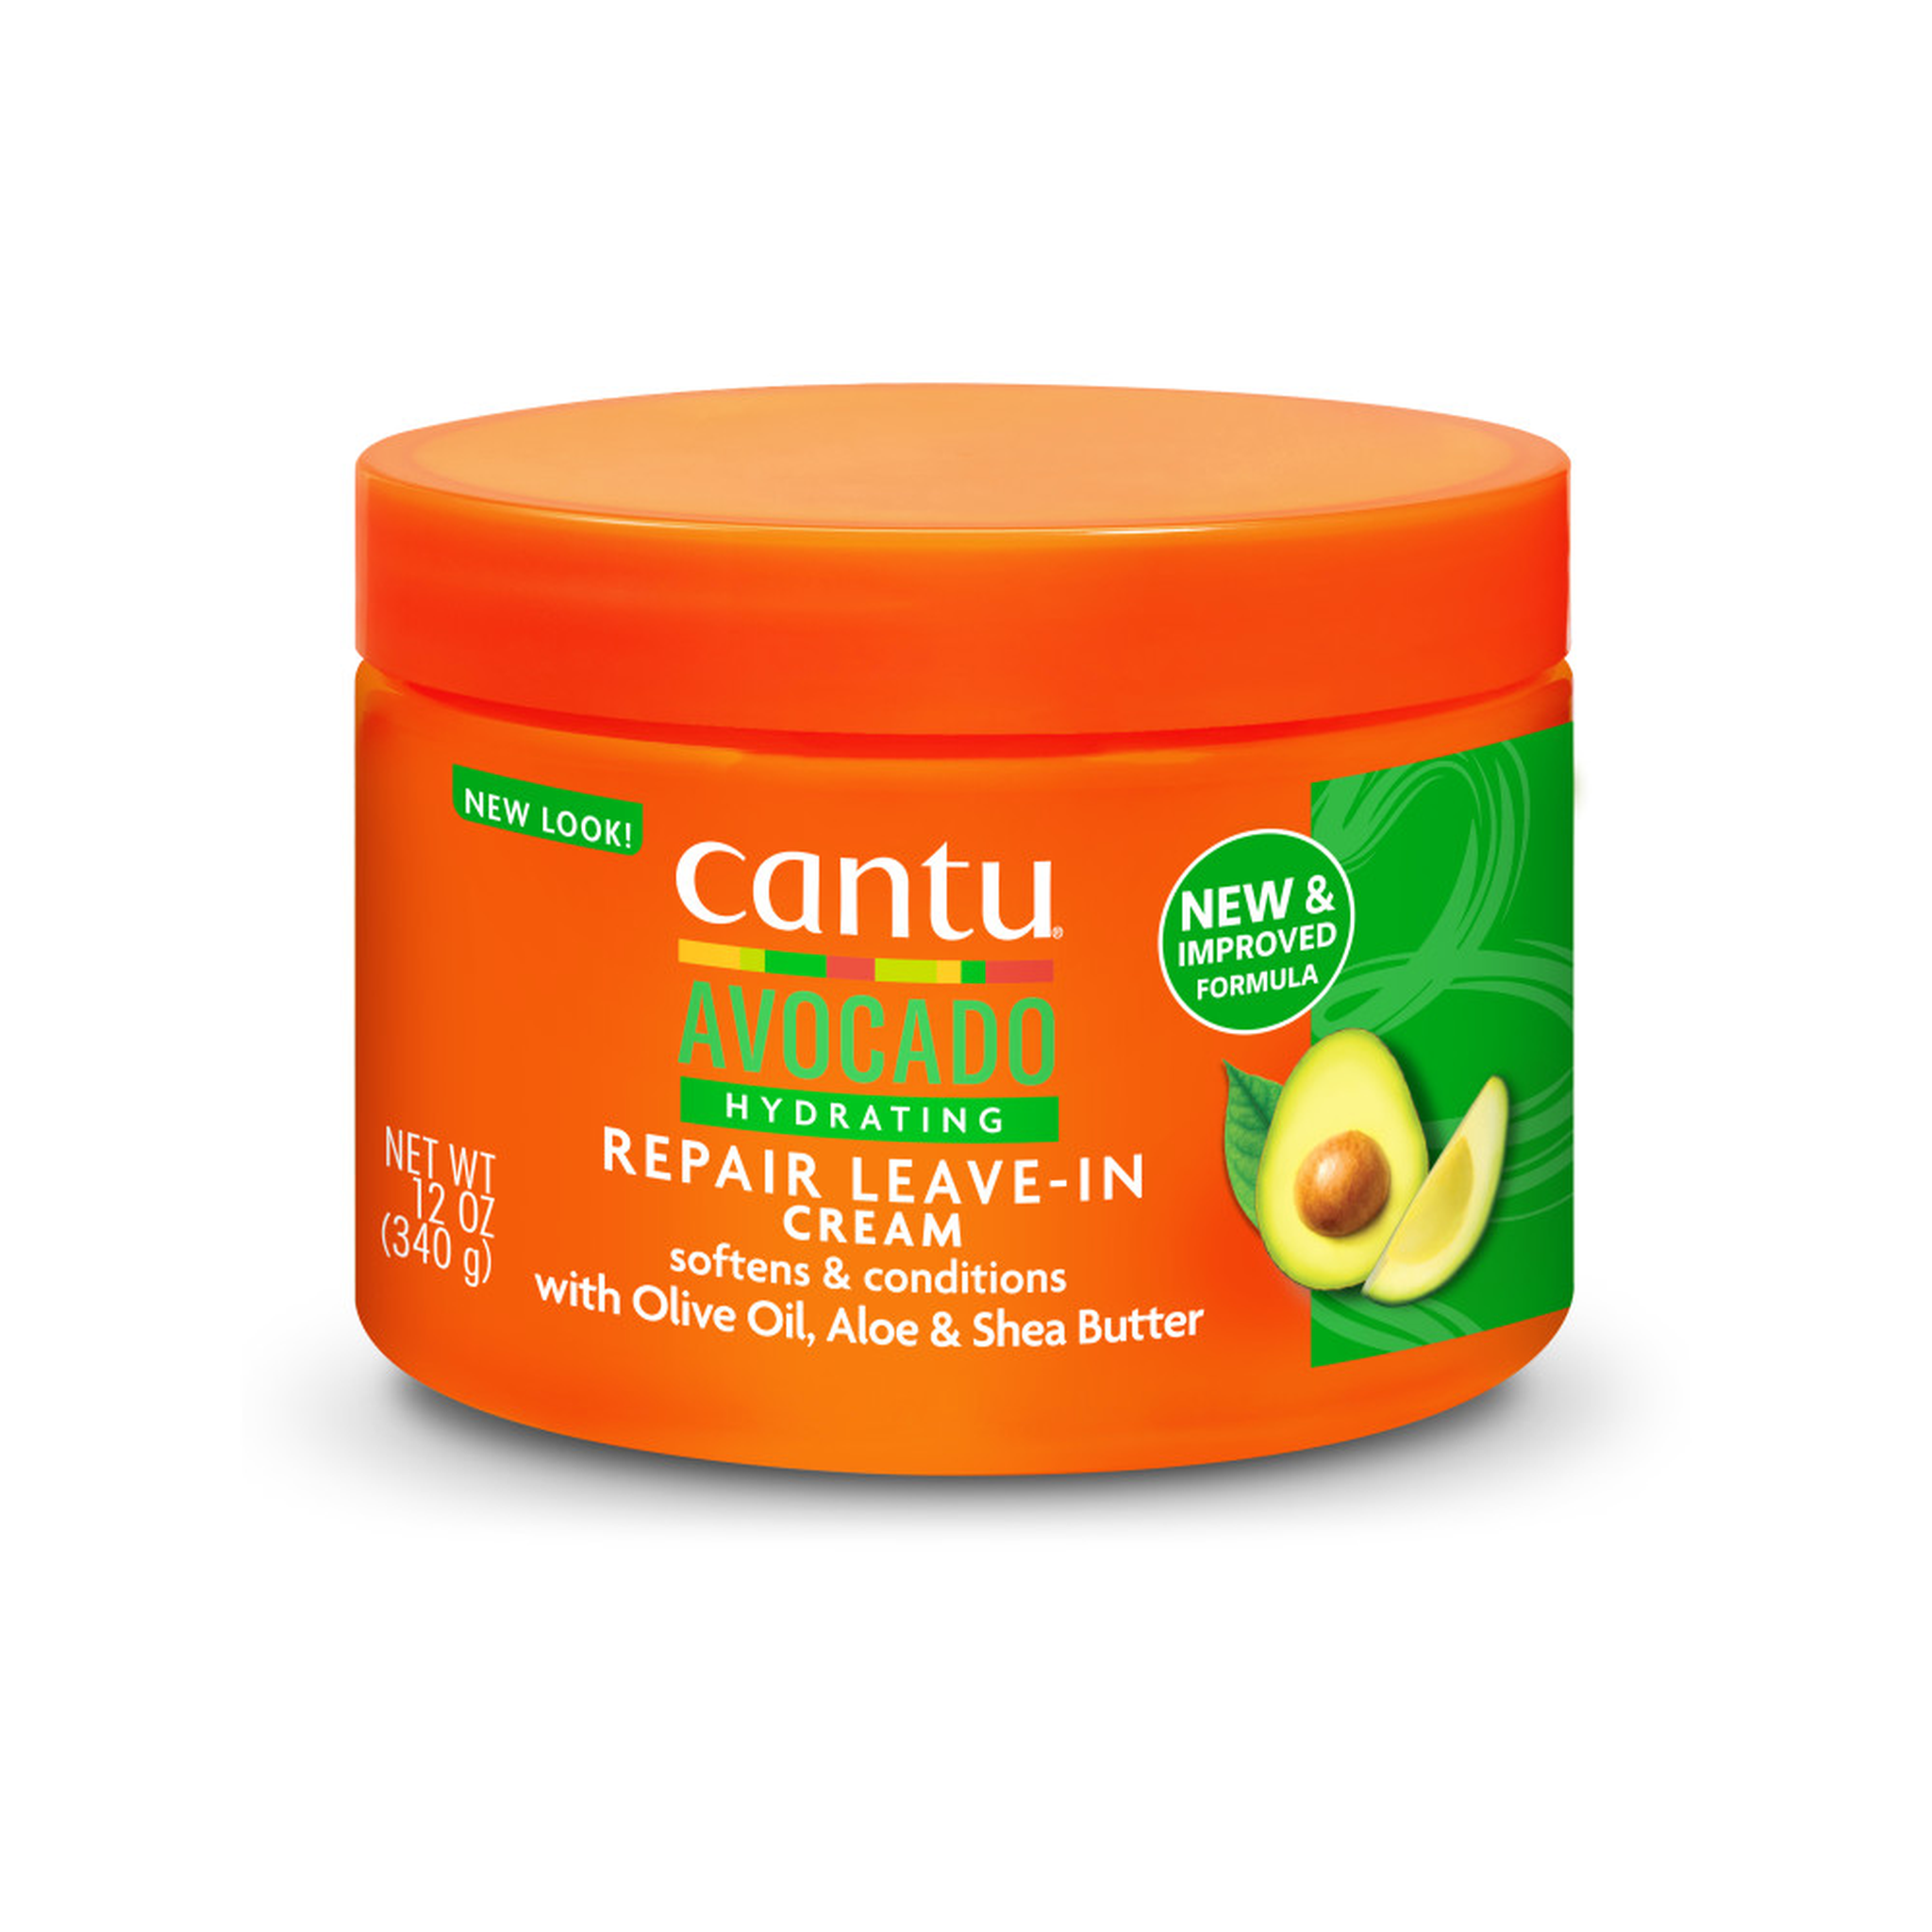 NEW LOOK!
cantu®
AVOCADO
HYDRATING
REPAIR LEAVE-IN
CREAM
softens & conditions
with Olive Oil, Aloe & Shea Butter
NEW &
IMPROVED
FORMULA
NET WT
12 OZ
(340 g)